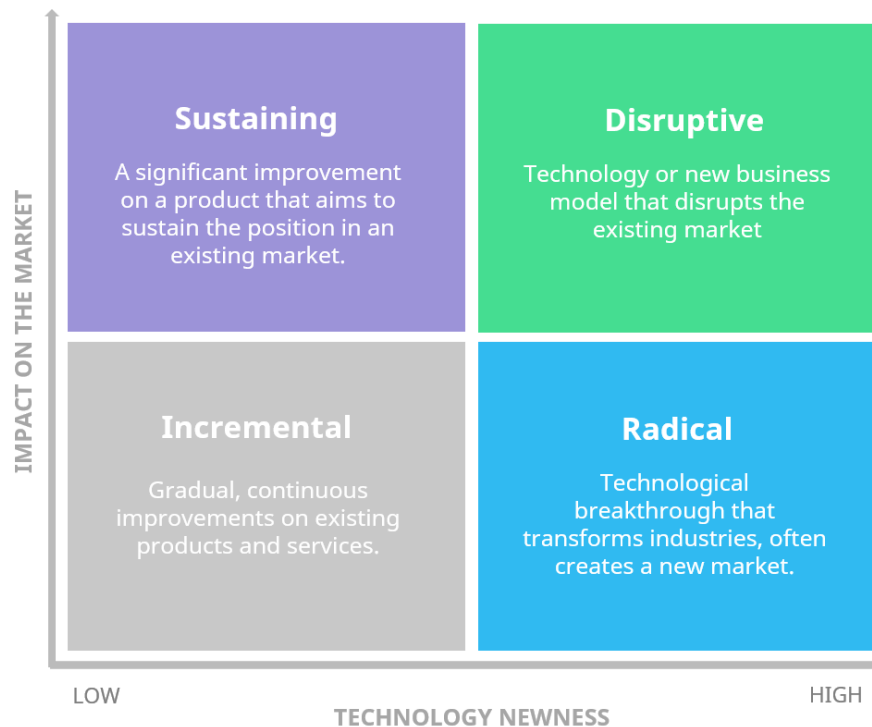 IMPACT ON THE MARKET
Sustaining
A significant improvement
on a product that aims to
sustain the position in an
existing market.
Disruptive
Technology or new business
model that disrupts the
existing market
Incremental
Gradual, continuous
improvements on existing
products and services.
Radical
Technological
breakthrough that
transforms industries, often
creates a new market.
LOW
HIGH
TECHNOLOGY NEWNESS